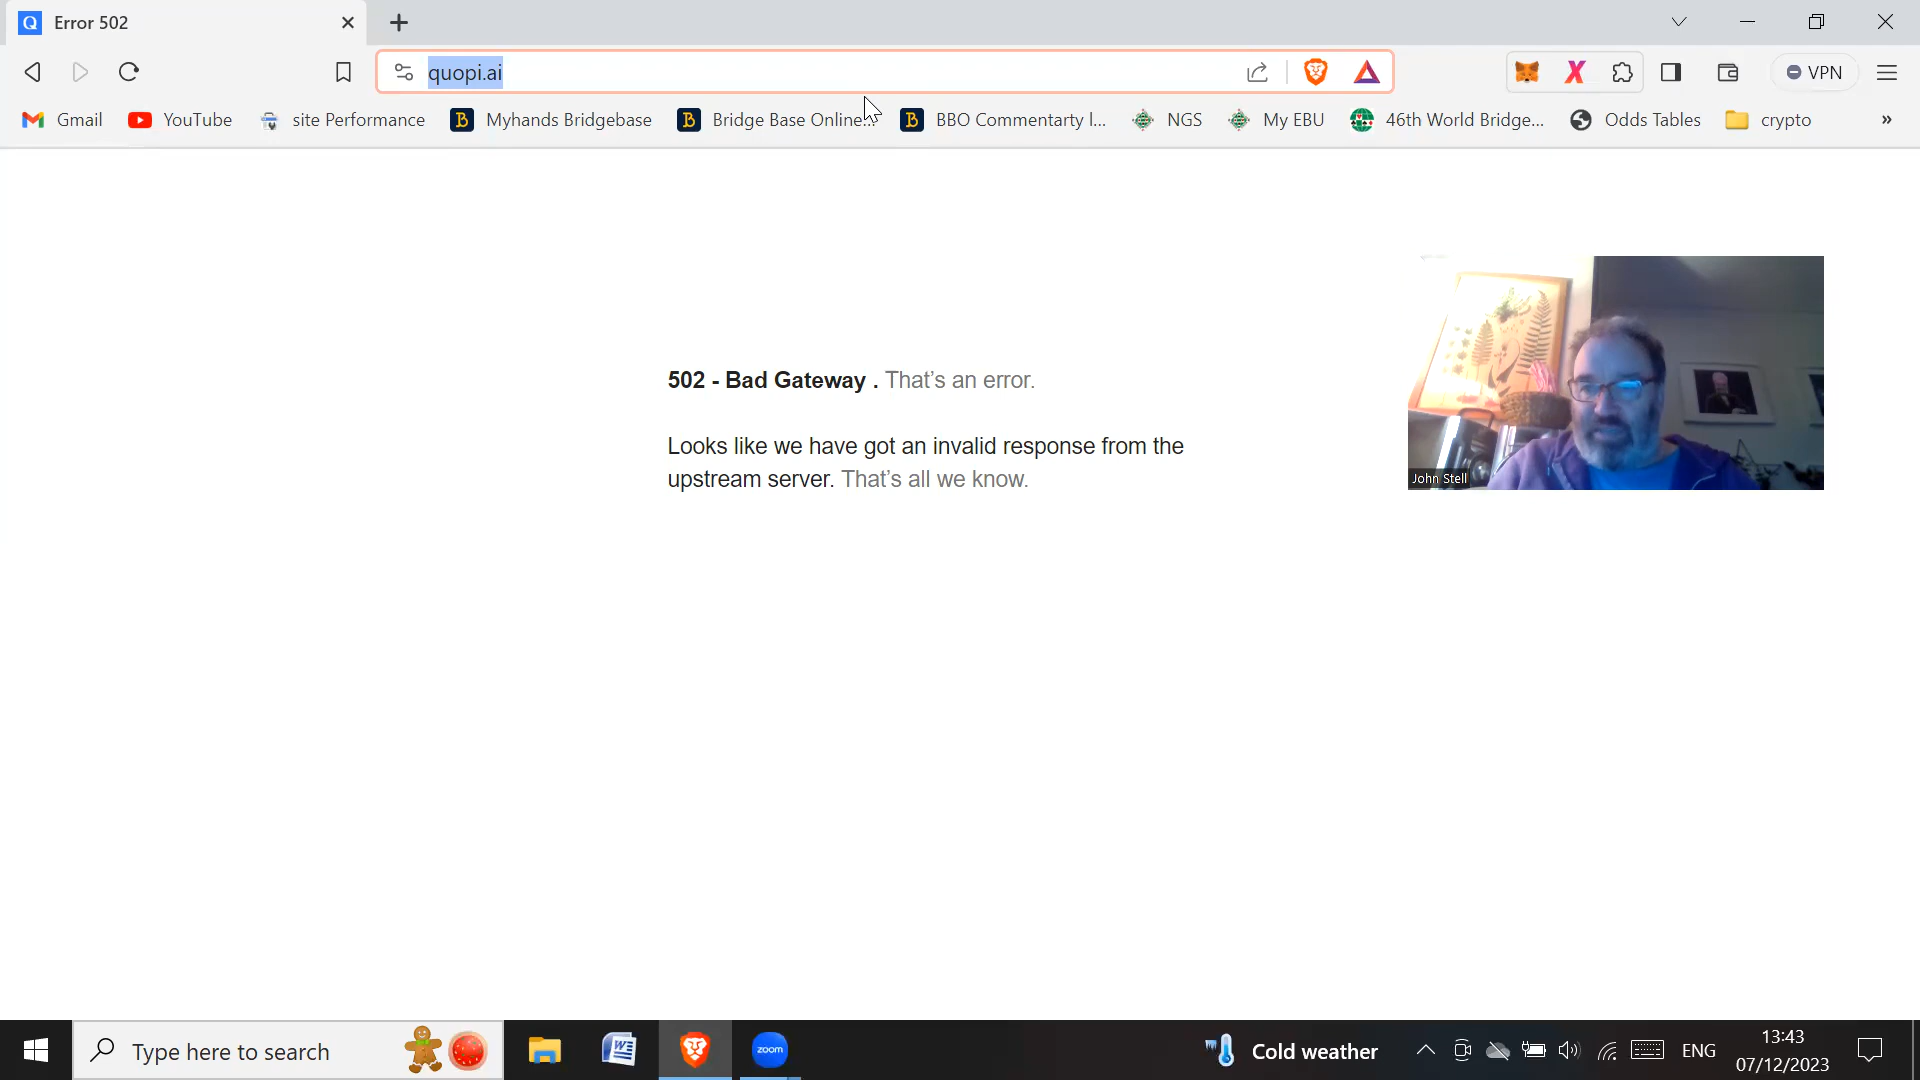 Error 502
quopi.ai
VPN
Gmail
YouTube
site Performance
Myhands Bridgebase
Bridge Base Online...
BBO Commentarty l...
NGS
My EBU
46th World Bridge...
Odds Tables
crypto
»
502 - Bad Gateway . That’s an error.
Looks like we have got an invalid response from the
upstream server. That’s all we know.
John Stell
Type here to search
zoom
Cold weather
ENG
13:43
07/12/2023